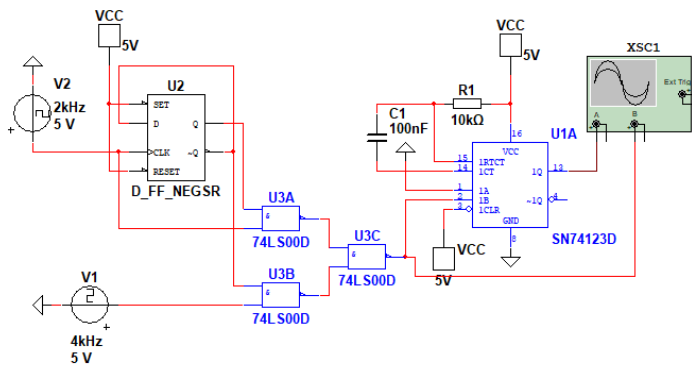 VCC
5V
V2
2kHz
5 V
U2
SET
D
Q
CLK
~Q
RESET
D_FF_NEGSR
V1
4kHz
5 V
U3A
&
74LS00D
U3B
&
74LS00D
U3C
&
74LS00D
C1
100nF
R1
10kΩ
VCC
5V
16
VCC
U1A
15
1RTCT
14
1CT
1Q
13
1
1A
2
1B
~1Q
4
3
1CLR
GND
8
SN74123D
VCC
5V
XSC1
Ext Trig
A
B